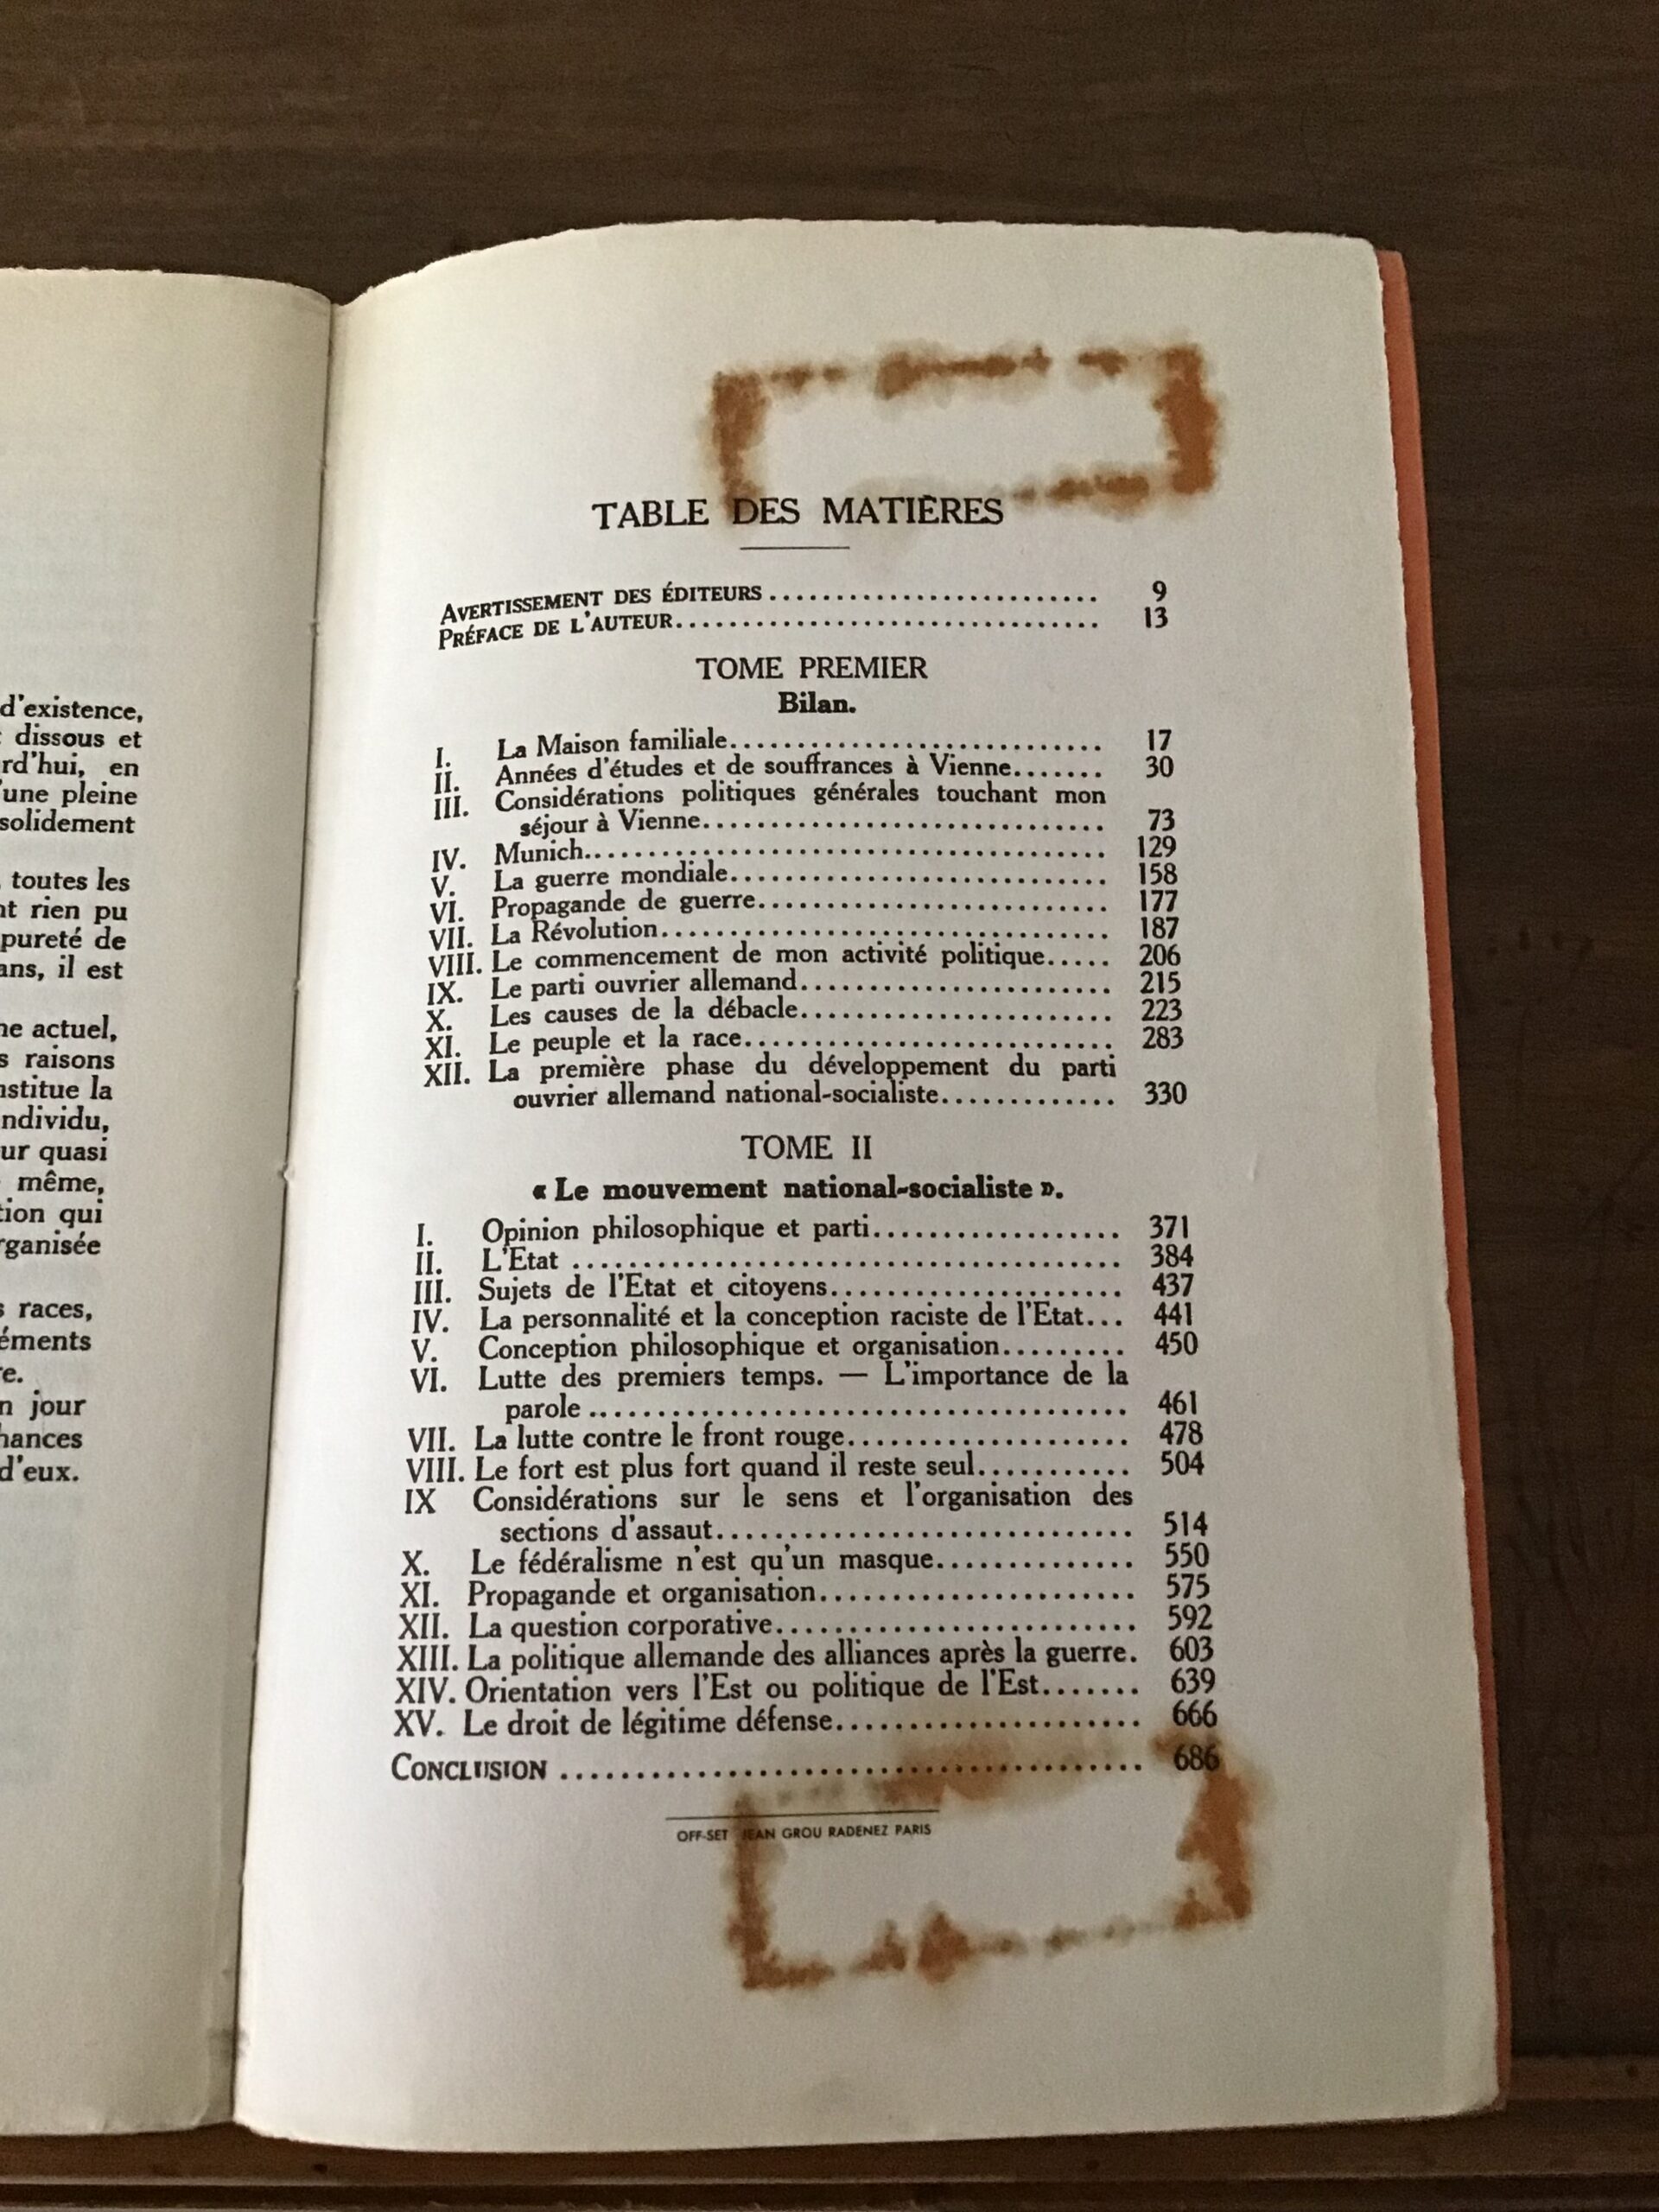 d'existence,
dissous et
rd'hui, en
une pleine
solidement
toutes les
nt rien pu
pureté de
ans, il est
ne actuel,
s raisons
nstitue la
ndividu,
ur quasi
même,
tion qui
rganisée
s races,
éments
e.
n jour
hances
d'eux.
TABLE DES MATIÈRES
AVERTISSEMENT DES ÉDITEURS .......................... 9
PRÉFACE DE L'AUTEUR................................. 13
TOME PREMIER
Bilan.
I. La Maison familiale............................. 17
II. Années d'études et de souffrances à Vienne....... 30
III. Considérations politiques générales touchant mon
séjour à Vienne.............................. 73
IV. Munich........................................ 129
V. La guerre mondiale............................. 158
VI. Propagande de guerre........................... 177
VII. La Révolution.................................. 187
VIII. Le commencement de mon activité politique..... 206
IX. Le parti ouvrier allemand........................ 215
X. Les causes de la débacle........................ 223
XI. Le peuple et la race............................ 283
XII. La première phase du développement du parti
ouvrier allemand national-socialiste............. 330
TOME II
« Le mouvement national-socialiste ».
I. Opinion philosophique et parti.................. 371
II. L'Etat ........................................ 384
III. Sujets de l'Etat et citoyens...................... 437
IV. La personnalité et la conception raciste de l'Etat... 441
V. Conception philosophique et organisation......... 450
VI. Lutte des premiers temps. — L'importance de la
parole ....................................... 461
VII. La lutte contre le front rouge.................... 478
VIII. Le fort est plus fort quand il reste seul........... 504
IX Considérations sur le sens et l'organisation des
sections d'assaut.............................. 514
X. Le fédéralisme n'est qu'un masque.............. 550
XI. Propagande et organisation...................... 575
XII. La question corporative......................... 592
XIII. La politique allemande des alliances après la guerre. 603
XIV. Orientation vers l'Est ou politique de l'Est....... 639
XV. Le droit de légitime défense..................... 666
CONCLUSION ......................................... 686
OFF-SET JEAN GROU RADENEZ PARIS